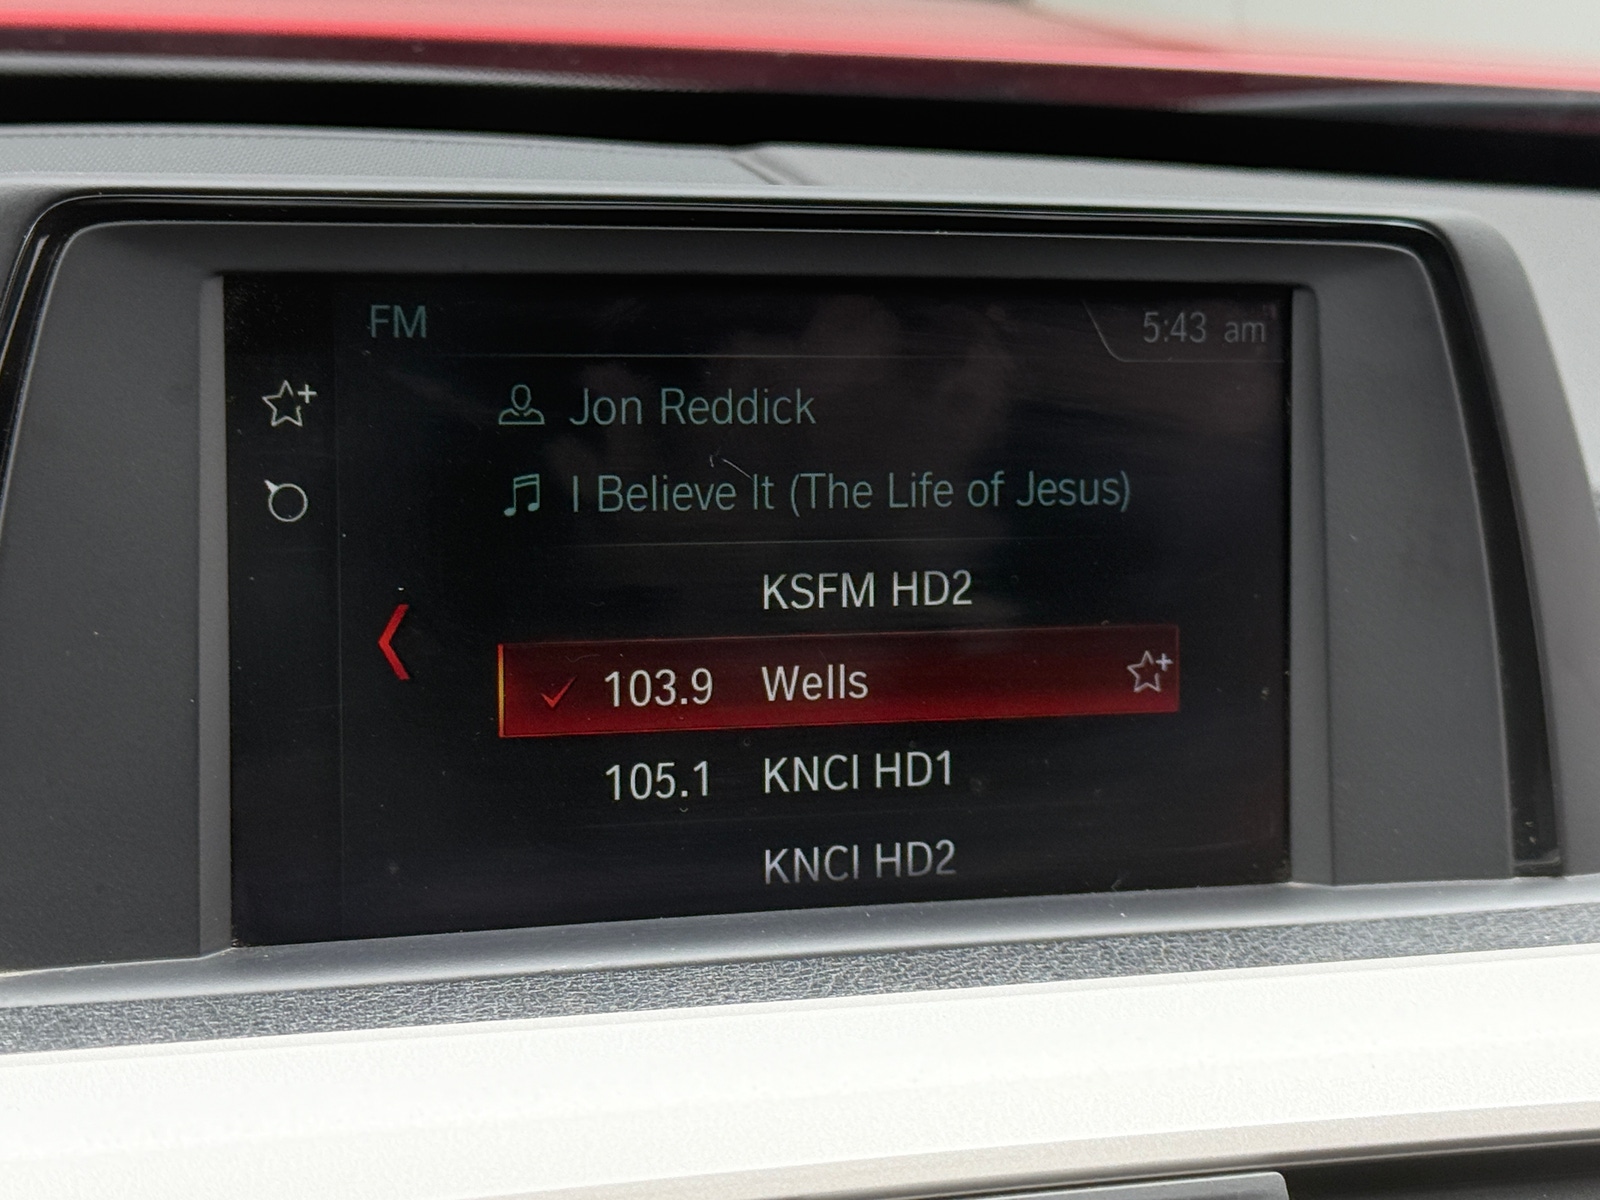 FM
5:43 am
Jon Reddick
I Believe It (The Life of Jesus)
KSFM HD2
103.9 Wells
105.1 KNCI HD1
KNCI HD2